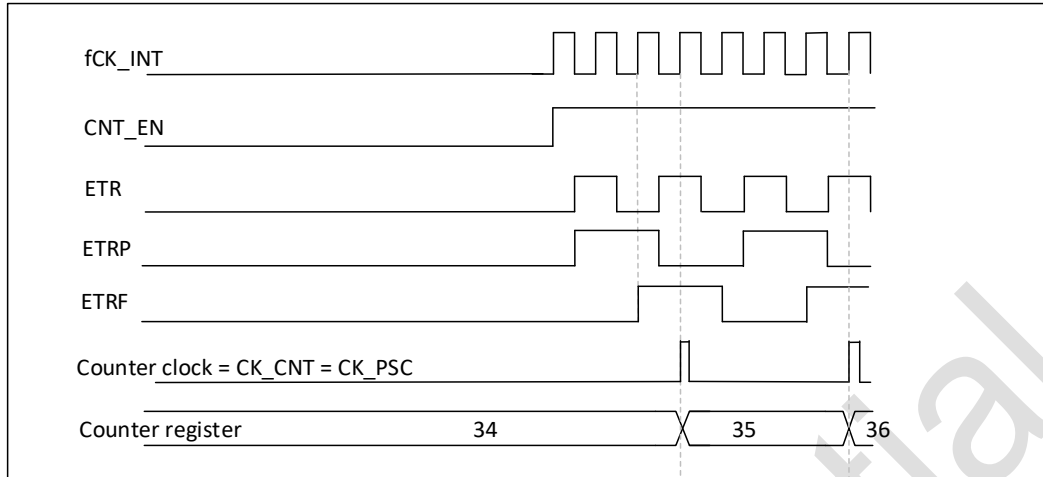 fCK_INT
CNT_EN
ETR
ETRP
ETRF
Counter clock = CK_CNT = CK_PSC
Counter register 34 35 36